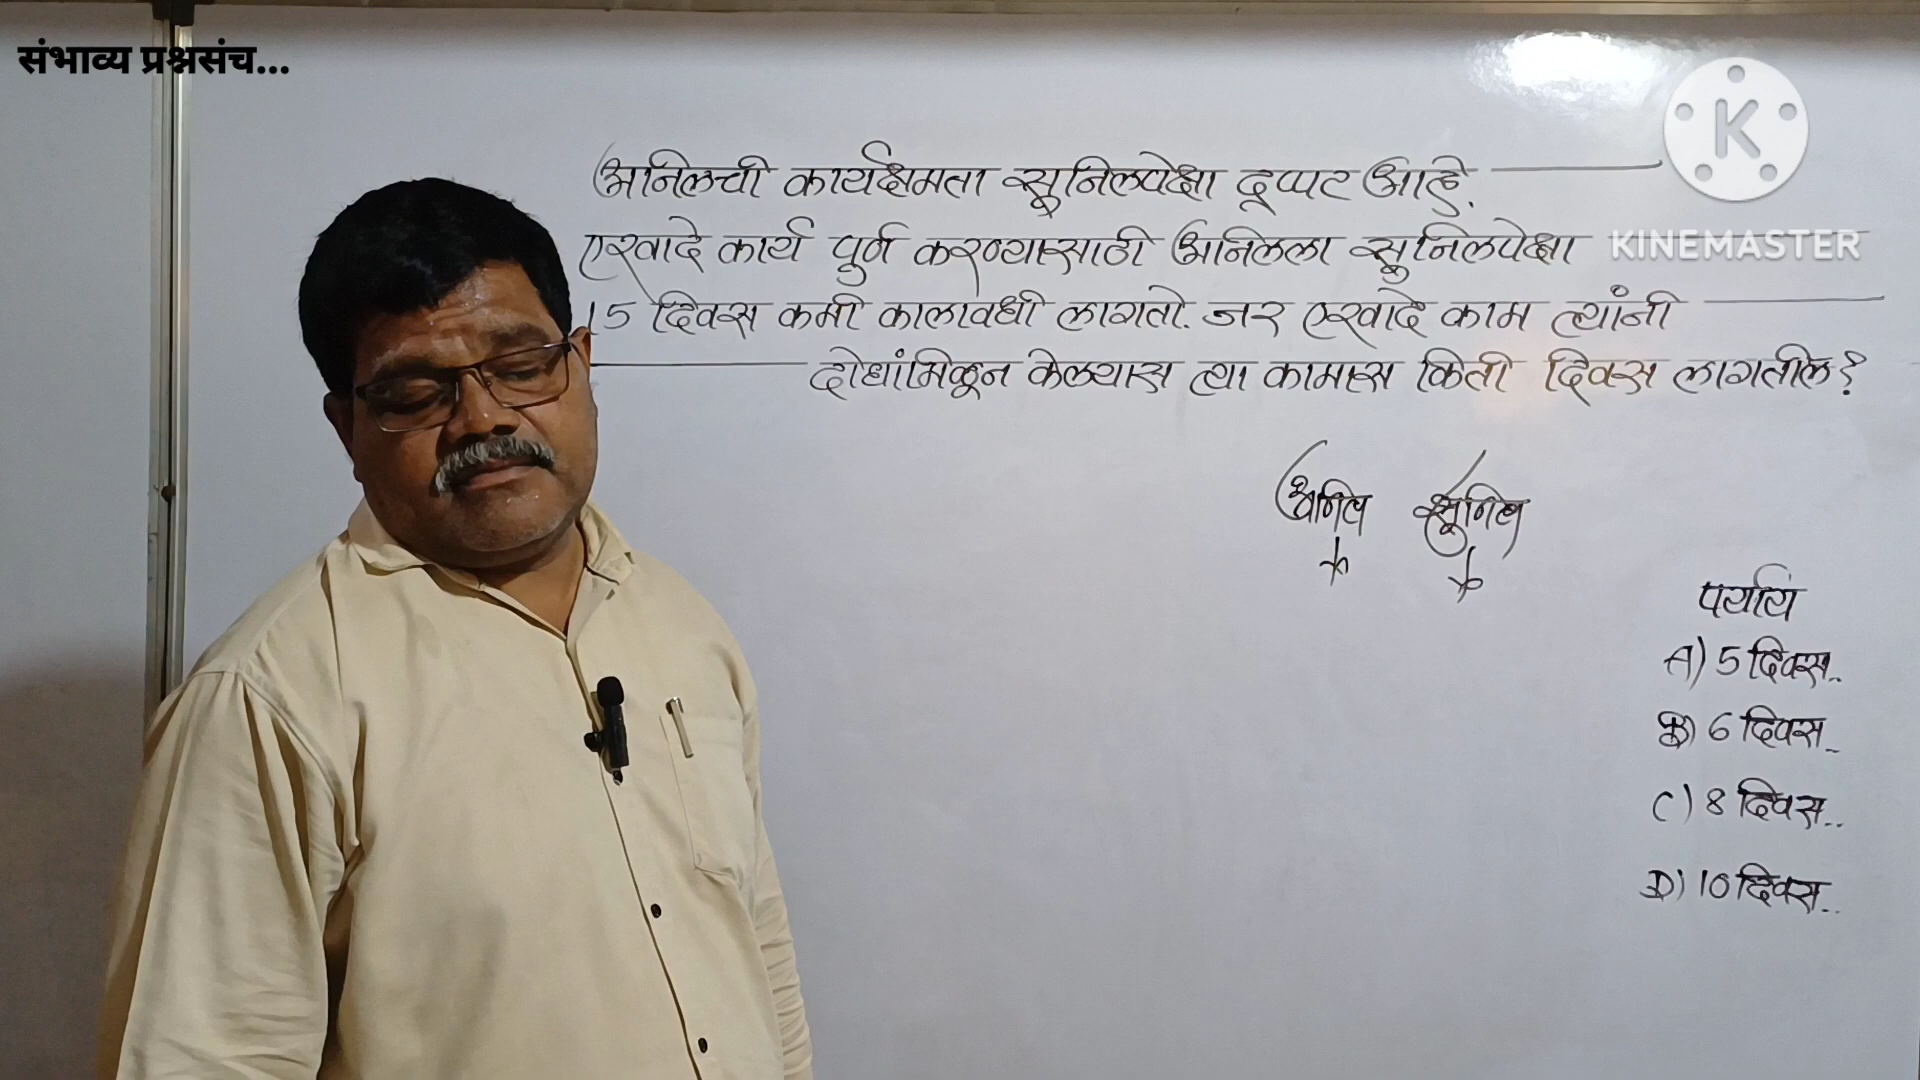 संभाव्य प्रश्नसंच...
अनिलची कार्यक्षमता सूनिलपेक्षा दूप्पट आहे.
एखादे कार्य पुर्ण करण्यासाठी अनिलला सुनिलपेक्षा
15 दिवस कमी कालावधी लागतो. जर एखादे काम त्यांनी
दोघांमिळून केल्यास त्या कामास किती दिवस लागतील?
K
KINEMASTER
अनिल सूनिल
पर्याय
A) 5 दिवस..
B) 6 दिवस..
C) 8 दिवस..
D) 10 दिवस..